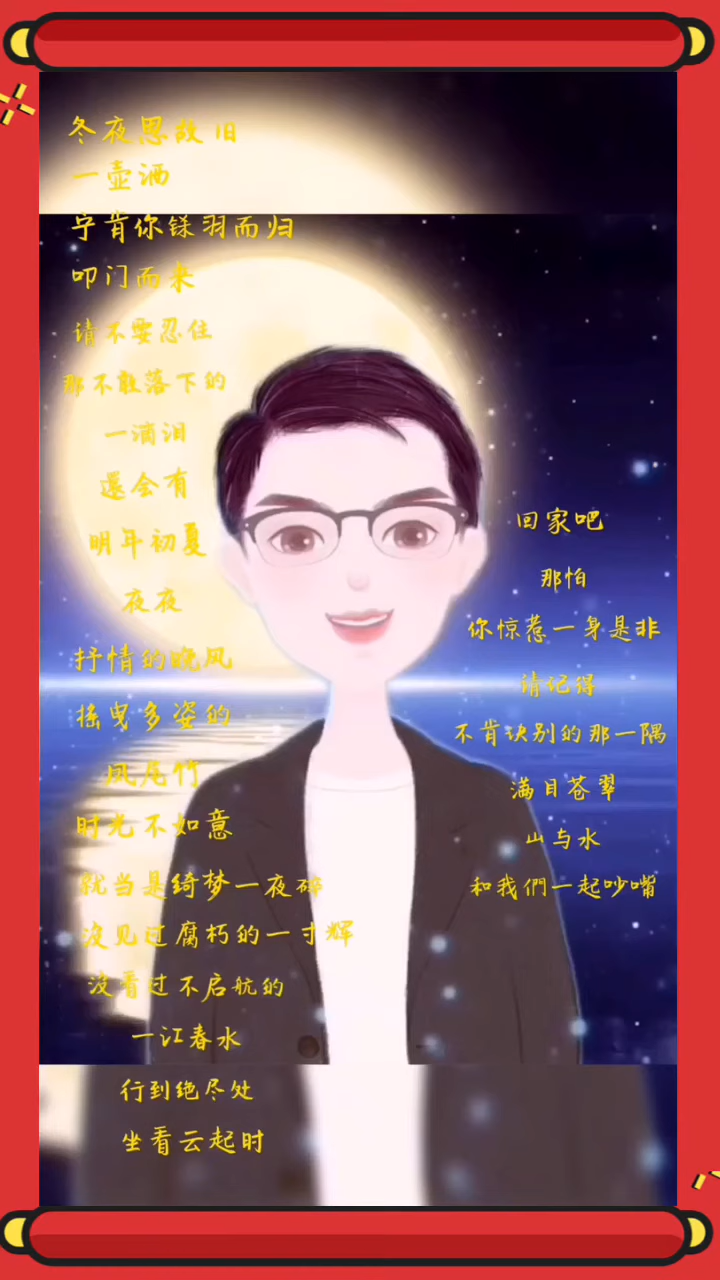 冬夜思故旧
一壶酒
宁肯你铩羽而归
叩门而来
请不要忍住
那不敢落下的
一滴泪
還会有
明年初夏
夜夜
抒情的晚风
摇曳多姿的
凤尾竹
时光不如意
就当是绮梦一夜碎
没见过腐朽的一寸辉
没看过不启航的
一江春水
行到绝尽处
坐看云起时
回家吧
那怕
你惊惹一身是非
请记得
不肯诀别的那一隅
满目苍翠
山与水
和我們一起吵嘴